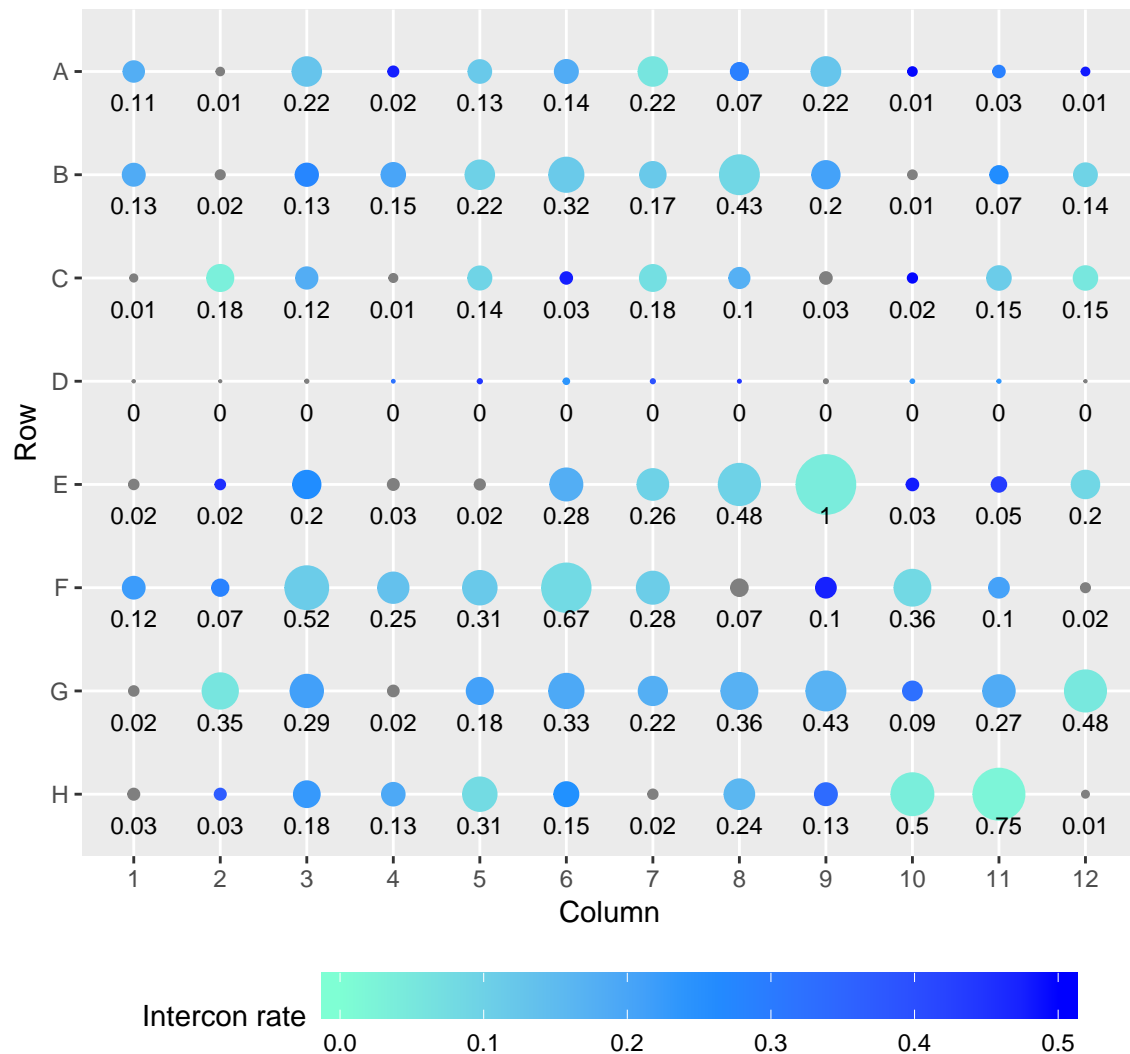 A
0.11 0.01 0.22 0.02 0.13 0.14 0.22 0.07 0.22 0.01 0.03 0.01
B
0.13 0.02 0.13 0.15 0.22 0.32 0.17 0.43 0.2 0.01 0.07 0.14
C
0.01 0.18 0.12 0.01 0.14 0.03 0.18 0.1 0.03 0.02 0.15 0.15
D
0 0 0 0 0 0 0 0 0 0 0 0
Row
E
0.02 0.02 0.2 0.03 0.02 0.28 0.26 0.48 1 0.03 0.05 0.2
F
0.12 0.07 0.52 0.25 0.31 0.67 0.28 0.07 0.1 0.36 0.1 0.02
G
0.02 0.35 0.29 0.02 0.18 0.33 0.22 0.36 0.43 0.09 0.27 0.48
H
0.03 0.03 0.18 0.13 0.31 0.15 0.02 0.24 0.13 0.5 0.75 0.01
1 2 3 4 5 6 7 8 9 10 11 12
Column
Intercon rate
0.0 0.1 0.2 0.3 0.4 0.5